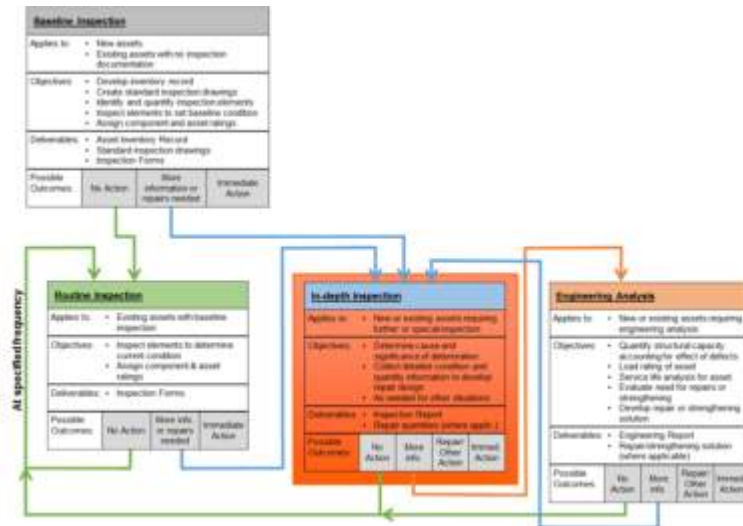 Baseline Inspection
Applies to: • New assets
• Existing assets with no inspection
documentation
Objectives: • Develop inventory record
• Create standard inspection drawings
• Identify and quantify inspection elements
• Inspect elements to set baseline condition
• Assign component and asset ratings
Deliverables: • Asset Inventory Record
• Standard inspection drawings
• Inspection Forms
Possible
Outcomes:
No Action
More
information or
repairs needed
Immediate
Action
At specified frequency
Routine Inspection
Applies to: • Existing assets with baseline
inspection
Objectives: • Inspect elements to determine
current condition
• Assign component & asset
ratings
Deliverables: • Inspection Forms
Possible
Outcomes:
No Action
More info.
or repairs
needed
Immediate
Action
In-depth Inspection
Applies to: • New or existing assets requiring
further or special inspection
Objectives: • Determine cause and
significance of deterioration
• Collect detailed condition and
quantify information to develop
repair design
• As needed for other situations
Deliverables: • Inspection Report
• Repair quantities (where applic.)
Possible
Outcomes:
No
Action
More
info.
Repair/
Other
Action
Immed.
Action
Engineering Analysis
Applies to: • New or existing assets requiring
engineering analysis
Objectives: • Quantify structural capacity
accounting for effect of defects
• Load rating of asset
• Service life analysis for asset
• Evaluate need for repairs or
strengthening
• Develop repair or strengthening
solution
Deliverables: • Engineering Report
• Repair/strengthening solution
(where applicable)
Possible
Outcomes:
No
Action
More
info.
Repair/
Other
Action
Action